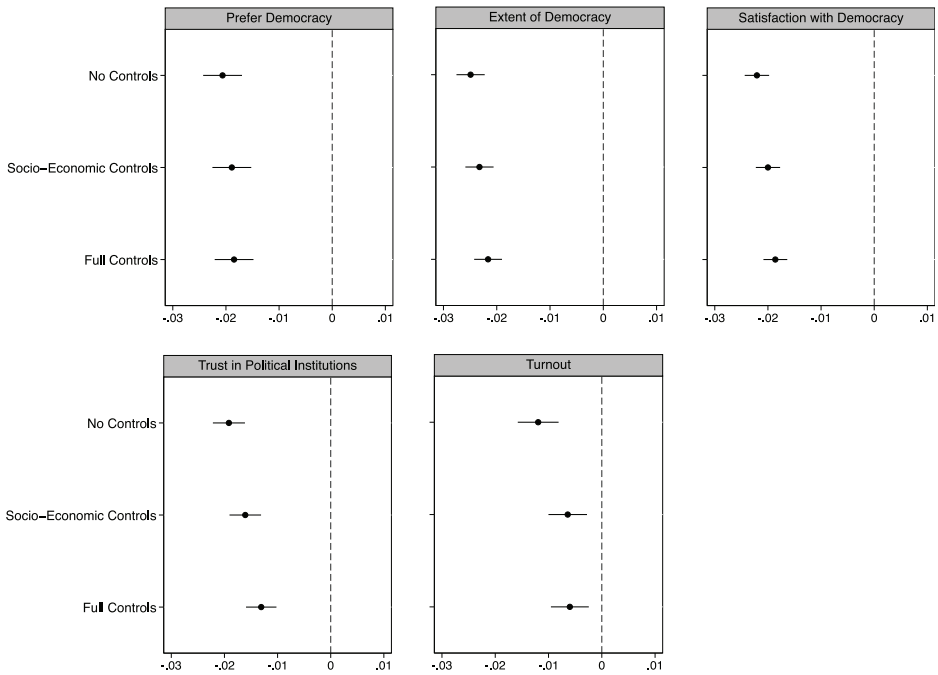 Prefer Democracy
Extent of Democracy
Satisfaction with Democracy
No Controls
Socio–Economic Controls
Full Controls
-.03 -.02 -.01 0 .01
-.03 -.02 -.01 0 .01
-.03 -.02 -.01 0 .01
Trust in Political Institutions
Turnout
No Controls
Socio–Economic Controls
Full Controls
-.03 -.02 -.01 0 .01
-.03 -.02 -.01 0 .01